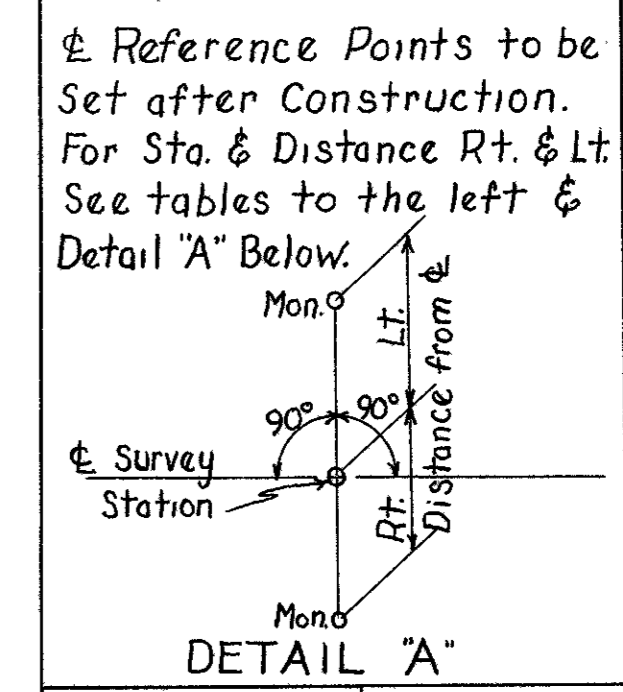 ℄ Reference Points to be
Set after Construction.
For Sta. & Distance Rt. & Lt.
See tables to the left &
Detail "A" Below.
Mon.
Lt.
Distance from ℄
90° 90°
℄ Survey
Station
Rt.
Mon.
DETAIL "A"